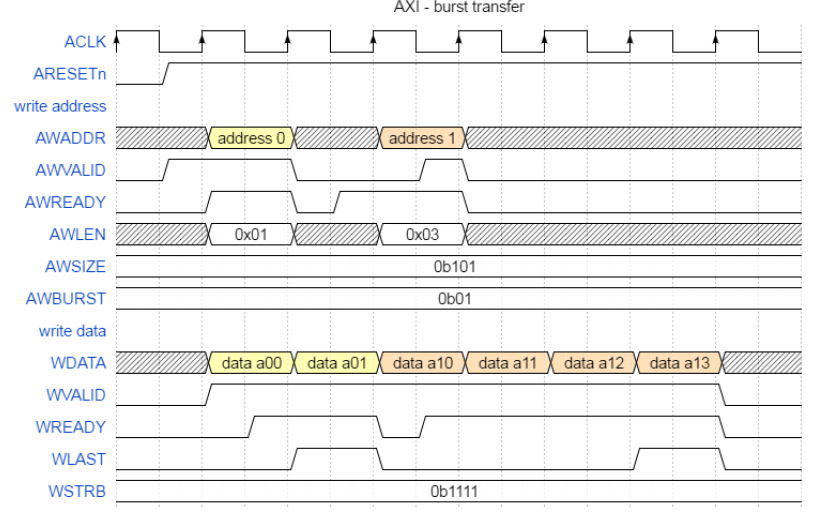 AXI - burst transfer
ACLK
ARESETn
write address
AWADDR address 0 address 1
AWVALID
AWREADY
AWLEN 0x01 0x03
AWSIZE 0b101
AWBURST 0b01
write data
WDATA data a00 data a01 data a10 data a11 data a12 data a13
WVALID
WREADY
WLAST
WSTRB 0b1111